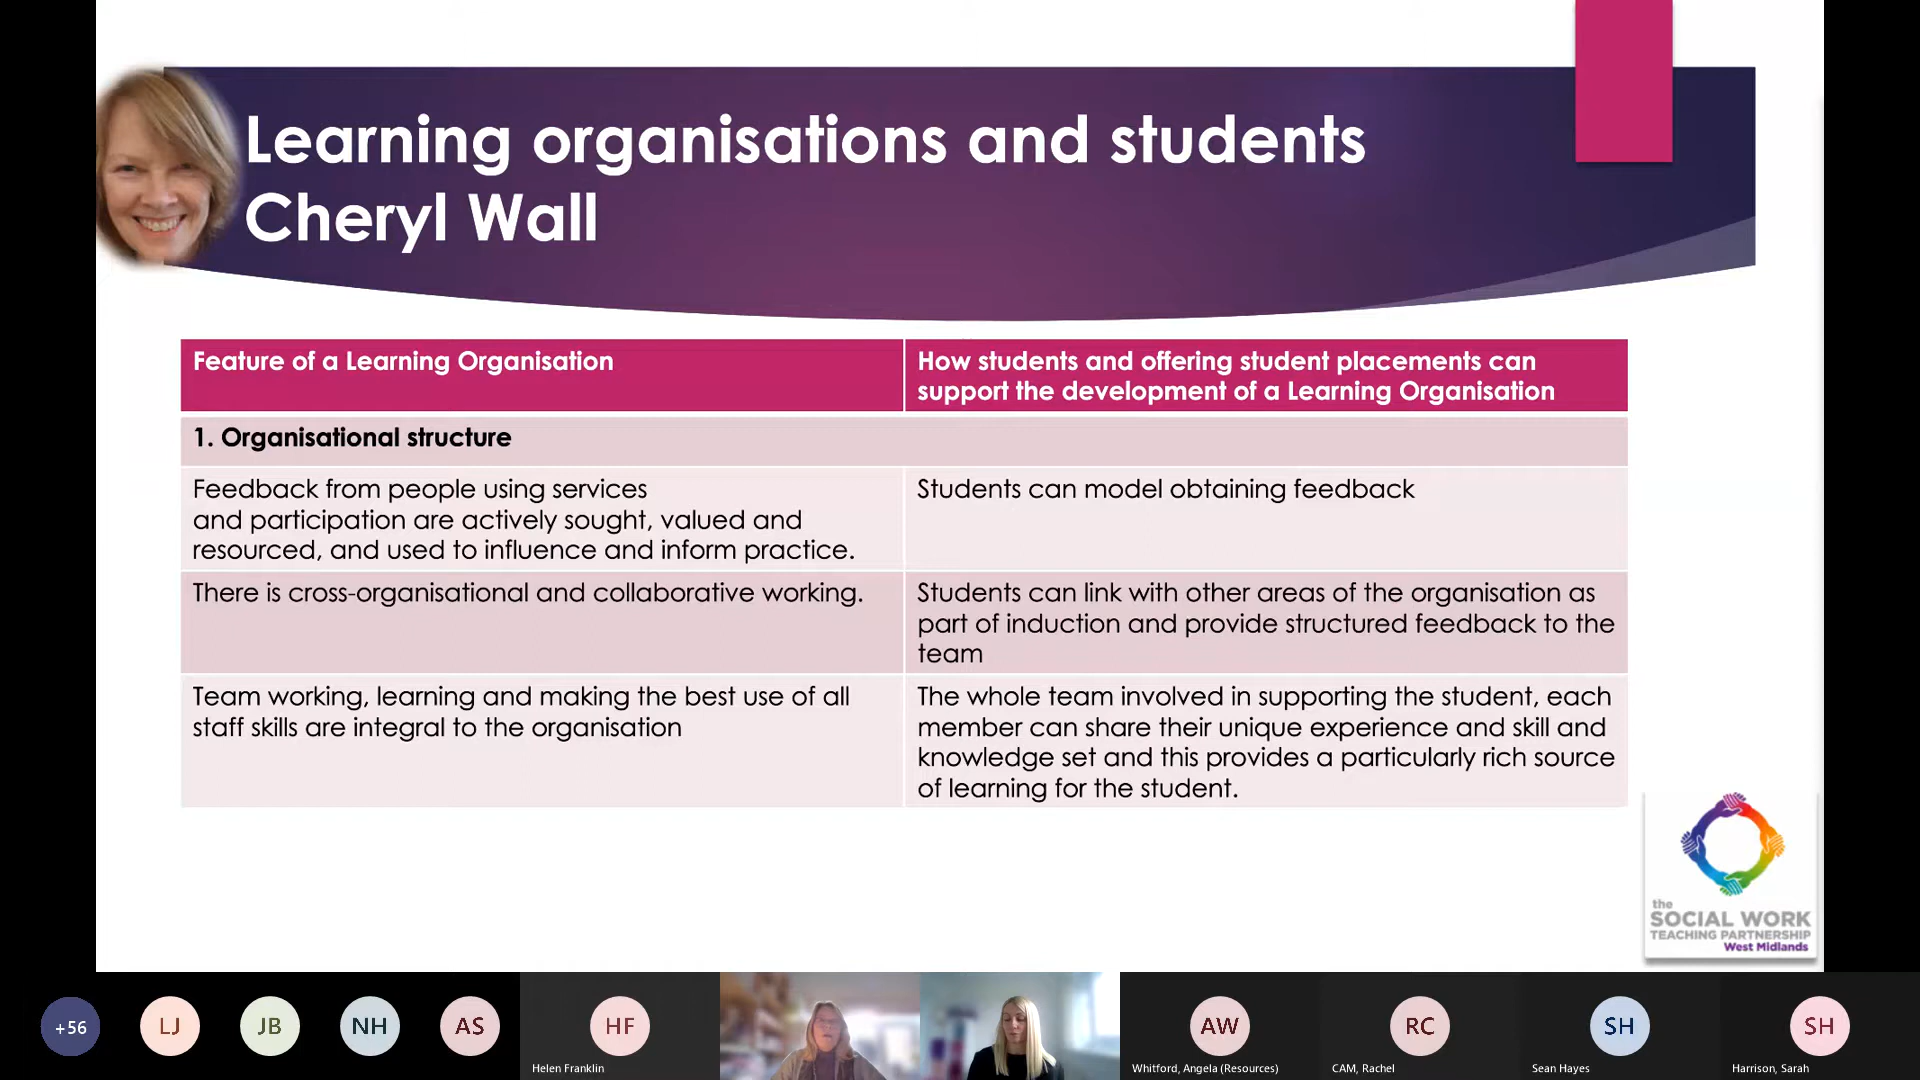 Learning organisations and students
Cheryl Wall
Feature of a Learning Organisation
How students and offering student placements can
support the development of a Learning Organisation
1. Organisational structure
Feedback from people using services
and participation are actively sought, valued and
resourced, and used to influence and inform practice.
Students can model obtaining feedback
There is cross-organisational and collaborative working.
Students can link with other areas of the organisation as
part of induction and provide structured feedback to the
team
Team working, learning and making the best use of all
staff skills are integral to the organisation
The whole team involved in supporting the student, each
member can share their unique experience and skill and
knowledge set and this provides a particularly rich source
of learning for the student.
the
SOCIAL WORK
TEACHING PARTNERSHIP
West Midlands
+56
LJ
JB
NH
AS
HF
Helen Franklin
AW
Whitford, Angela (Resources)
RC
CAM, Rachel
SH
Sean Hayes
SH
Harrison, Sarah